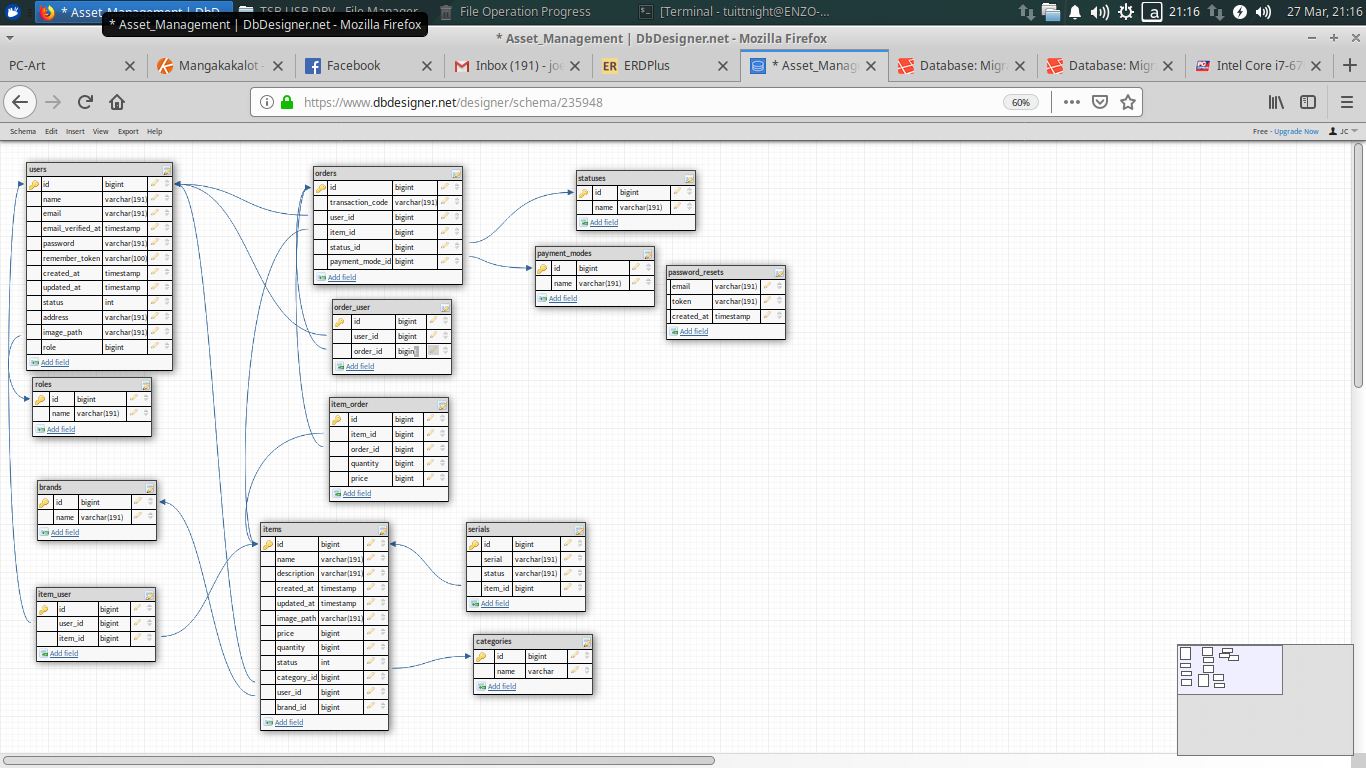 * Asset_Management | DbD
TSB USB DRV - File Manager
File Operation Progress
[Terminal - tuittnight@ENZO-...
a
21:16
27 Mar, 21:16
* Asset_Management | DbDesigner.net - Mozilla Firefox
* Asset_Management | DbDesigner.net - Mozilla Firefox
PC-Art
Mangakakalot -
Facebook
Inbox (191) - joe
ER ERDPlus
* Asset_Manag
Database: Migr
Database: Migr
Intel Core i7-67
https://www.dbdesigner.net/designer/schema/235948
60%
Schema Edit Insert View Export Help
Free - Upgrade Now
JC
users
id bigint
name varchar(191)
email varchar(191)
email_verified_at timestamp
password varchar(191)
remember_token varchar(100)
created_at timestamp
updated_at timestamp
status int
address varchar(191)
image_path varchar(191)
role bigint
Add field
roles
id bigint
name varchar(191)
Add field
brands
id bigint
name varchar(191)
Add field
item_user
id bigint
user_id bigint
item_id bigint
Add field
orders
id bigint
transaction_code varchar(191)
user_id bigint
item_id bigint
status_id bigint
payment_mode_id bigint
Add field
order_user
id bigint
user_id bigint
order_id bigint
Add field
item_order
id bigint
item_id bigint
order_id bigint
quantity bigint
price bigint
Add field
items
id bigint
name varchar(191)
description varchar(191)
created_at timestamp
updated_at timestamp
image_path varchar(191)
price bigint
quantity bigint
status int
category_id bigint
user_id bigint
brand_id bigint
Add field
statuses
id bigint
name varchar(191)
Add field
payment_modes
id bigint
name varchar(191)
Add field
password_resets
email varchar(191)
token varchar(191)
created_at timestamp
Add field
serials
id bigint
serial varchar(191)
status varchar(191)
item_id bigint
Add field
categories
id bigint
name varchar
Add field